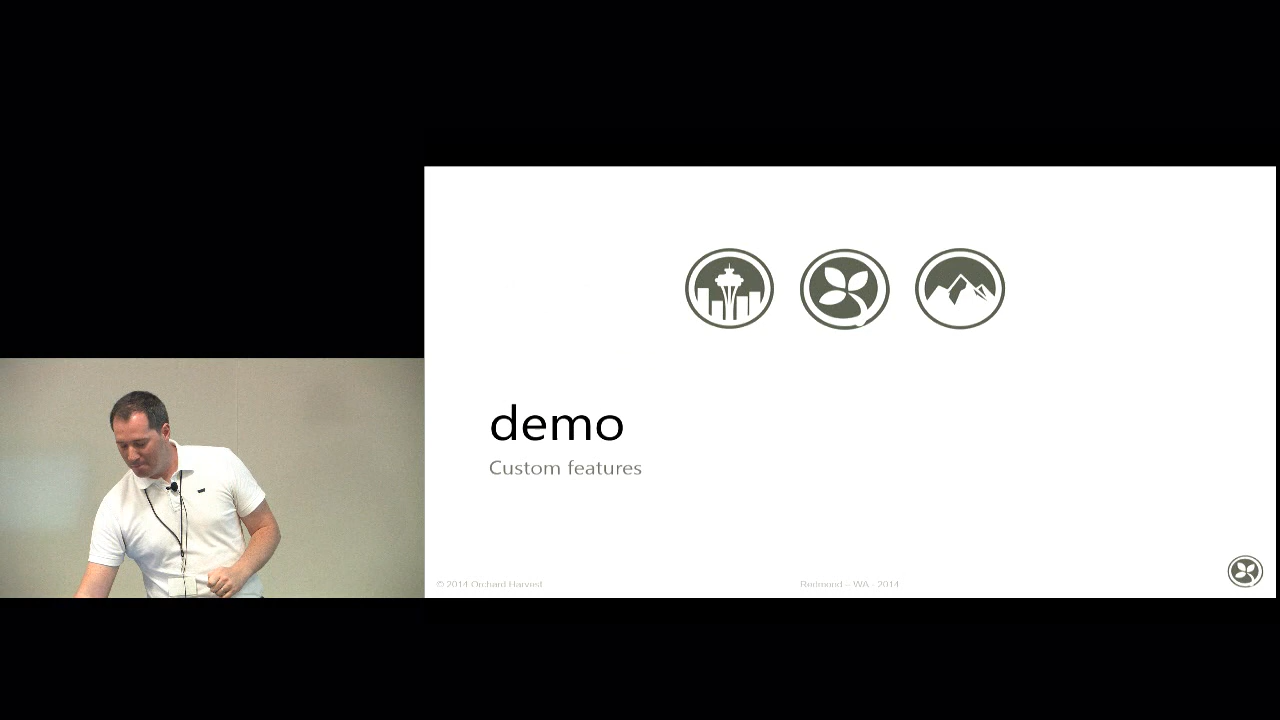 demo
Custom features
© 2014 Orchard Harvest
Redmond – WA - 2014